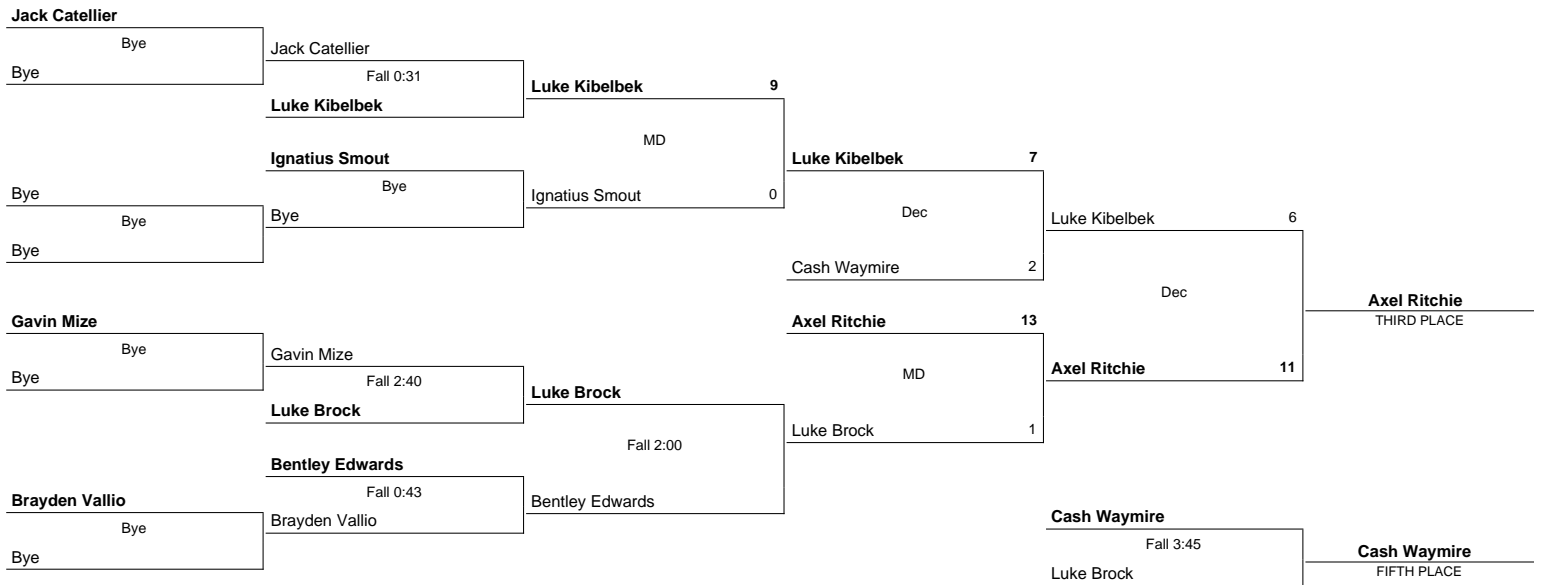 Jack Catellier
Bye
Bye
Jack Catellier
Fall 0:31
Luke Kibelbek
Luke Kibelbek 9
MD
Ignatius Smout
Bye
Bye
Ignatius Smout 0
Bye
Bye
Bye
Luke Kibelbek 7
Dec
Cash Waymire 2
Luke Kibelbek 6
Dec
Axel Ritchie 11
Axel Ritchie
THIRD PLACE
Gavin Mize
Bye
Bye
Gavin Mize
Fall 2:40
Luke Brock
Luke Brock
Fall 2:00
Bentley Edwards
Axel Ritchie 13
MD
Luke Brock 1
Bentley Edwards
Fall 0:43
Brayden Vallio
Brayden Vallio
Bye
Bye
Cash Waymire
Fall 3:45
Luke Brock
Cash Waymire
FIFTH PLACE